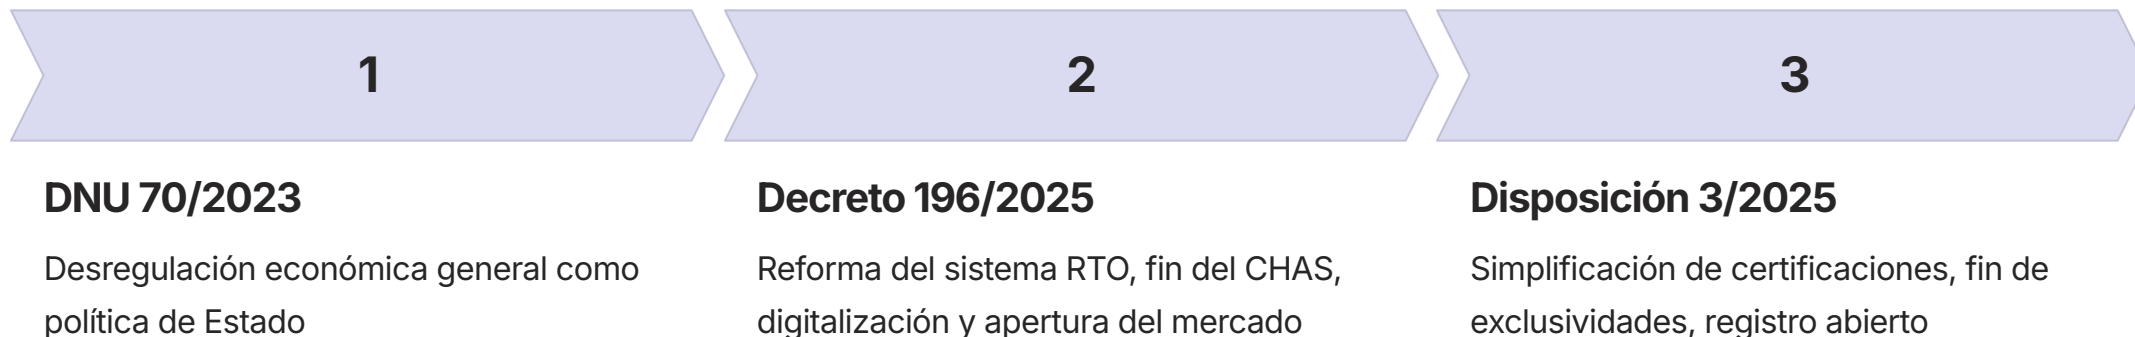 1
2
3
DNU 70/2023
Desregulación económica general como
política de Estado
Decreto 196/2025
Reforma del sistema RTO, fin del CHAS,
digitalización y apertura del mercado
Disposición 3/2025
Simplificación de certificaciones, fin de
exclusividades, registro abierto